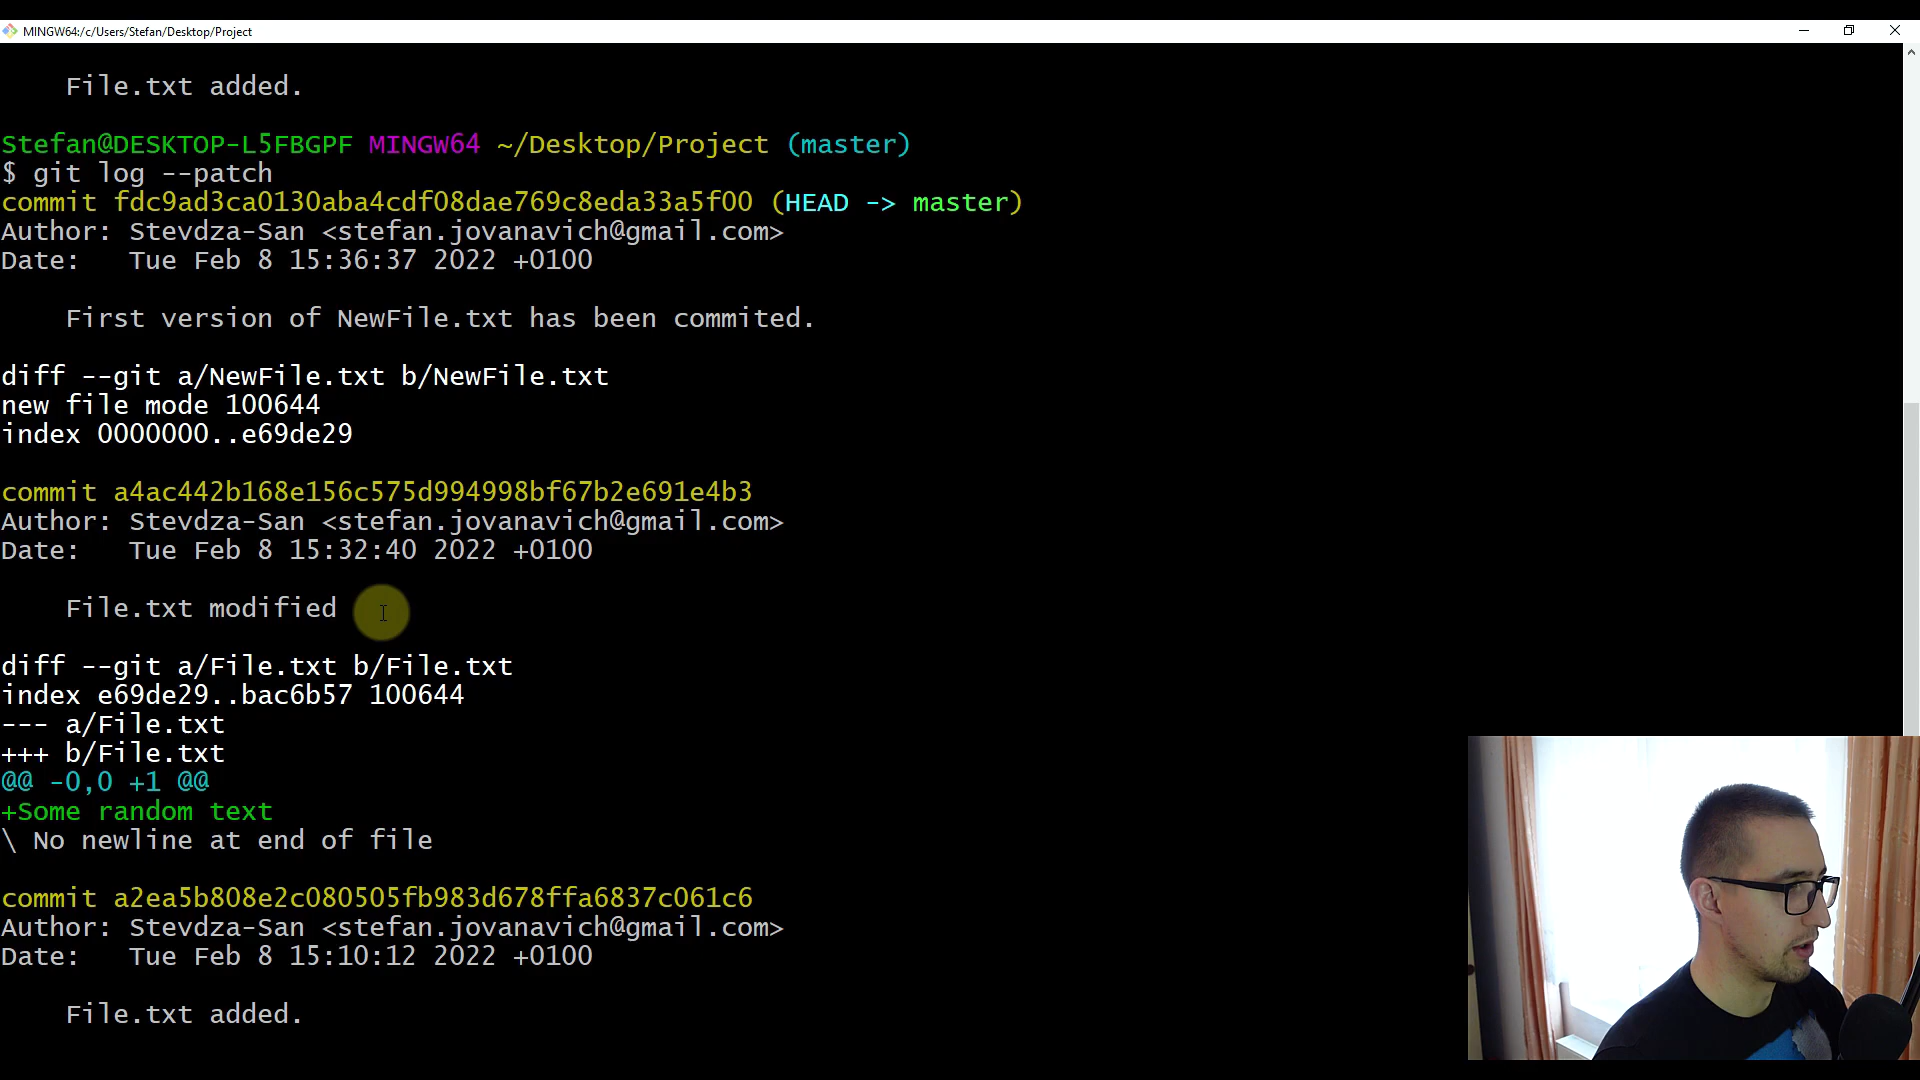 MINGW64:/c/Users/Stefan/Desktop/Project
File.txt added.
Stefan@DESKTOP-L5FBGPF MINGW64 ~/Desktop/Project (master)
$ git log --patch
commit fdc9ad3ca0130aba4cdf08dae769c8eda33a5f00 (HEAD -> master)
Author: Stevdza-San <stefan.jovanavich@gmail.com>
Date:   Tue Feb 8 15:36:37 2022 +0100
First version of NewFile.txt has been commited.
diff --git a/NewFile.txt b/NewFile.txt
new file mode 100644
index 0000000..e69de29
commit a4ac442b168e156c575d994998bf67b2e691e4b3
Author: Stevdza-San <stefan.jovanavich@gmail.com>
Date:   Tue Feb 8 15:32:40 2022 +0100
File.txt modified
diff --git a/File.txt b/File.txt
index e69de29..bac6b57 100644
--- a/File.txt
+++ b/File.txt
@@ -0,0 +1 @@
+Some random text
\ No newline at end of file
commit a2ea5b808e2c080505fb983d678ffa6837c061c6
Author: Stevdza-San <stefan.jovanavich@gmail.com>
Date:   Tue Feb 8 15:10:12 2022 +0100
File.txt added.